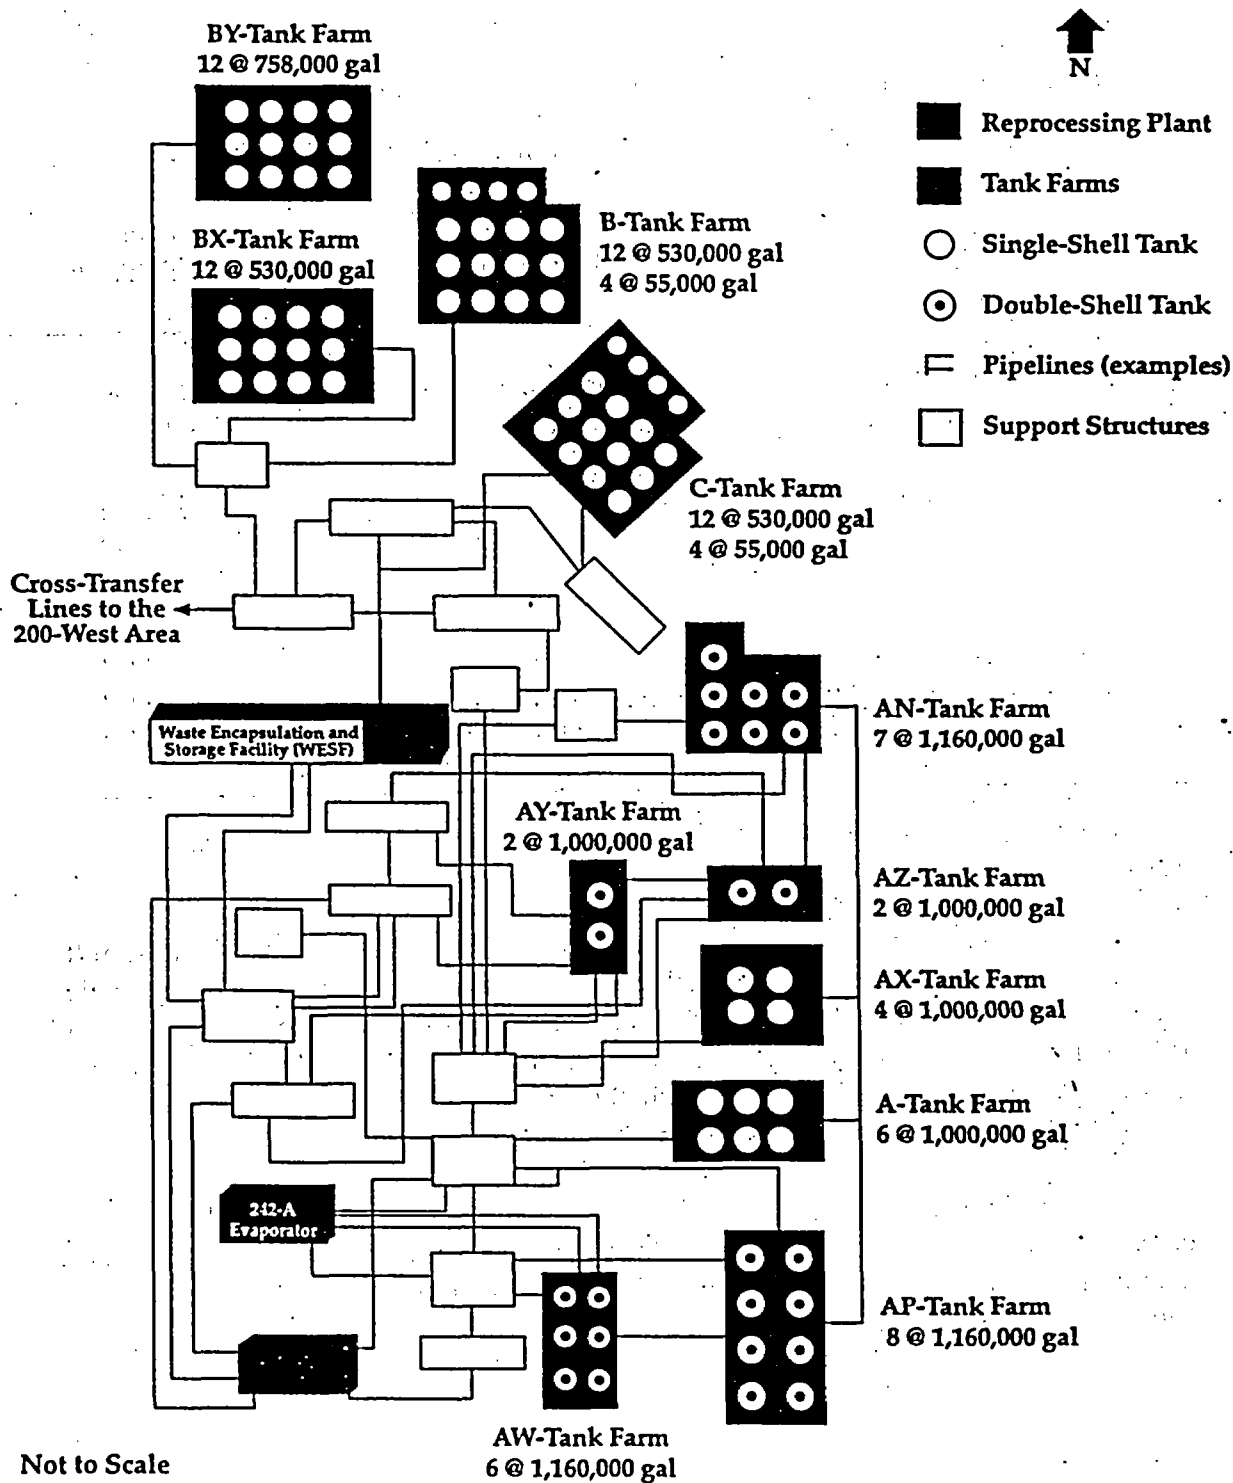 BY-Tank Farm
12 @ 758,000 gal
N
Reprocessing Plant
Tank Farms
Single-Shell Tank
Double-Shell Tank
Pipelines (examples)
Support Structures
B-Tank Farm
12 @ 530,000 gal
4 @ 55,000 gal
BX-Tank Farm
12 @ 530,000 gal
C-Tank Farm
12 @ 530,000 gal
4 @ 55,000 gal
Cross-Transfer
Lines to the
200-West Area
Waste Encapsulation and
Storage Facility (WESF)
AN-Tank Farm
7 @ 1,160,000 gal
AY-Tank Farm
2 @ 1,000,000 gal
AZ-Tank Farm
2 @ 1,000,000 gal
AX-Tank Farm
4 @ 1,000,000 gal
A-Tank Farm
6 @ 1,000,000 gal
242-A
Evaporator
AP-Tank Farm
8 @ 1,160,000 gal
AW-Tank Farm
6 @ 1,160,000 gal
Not to Scale